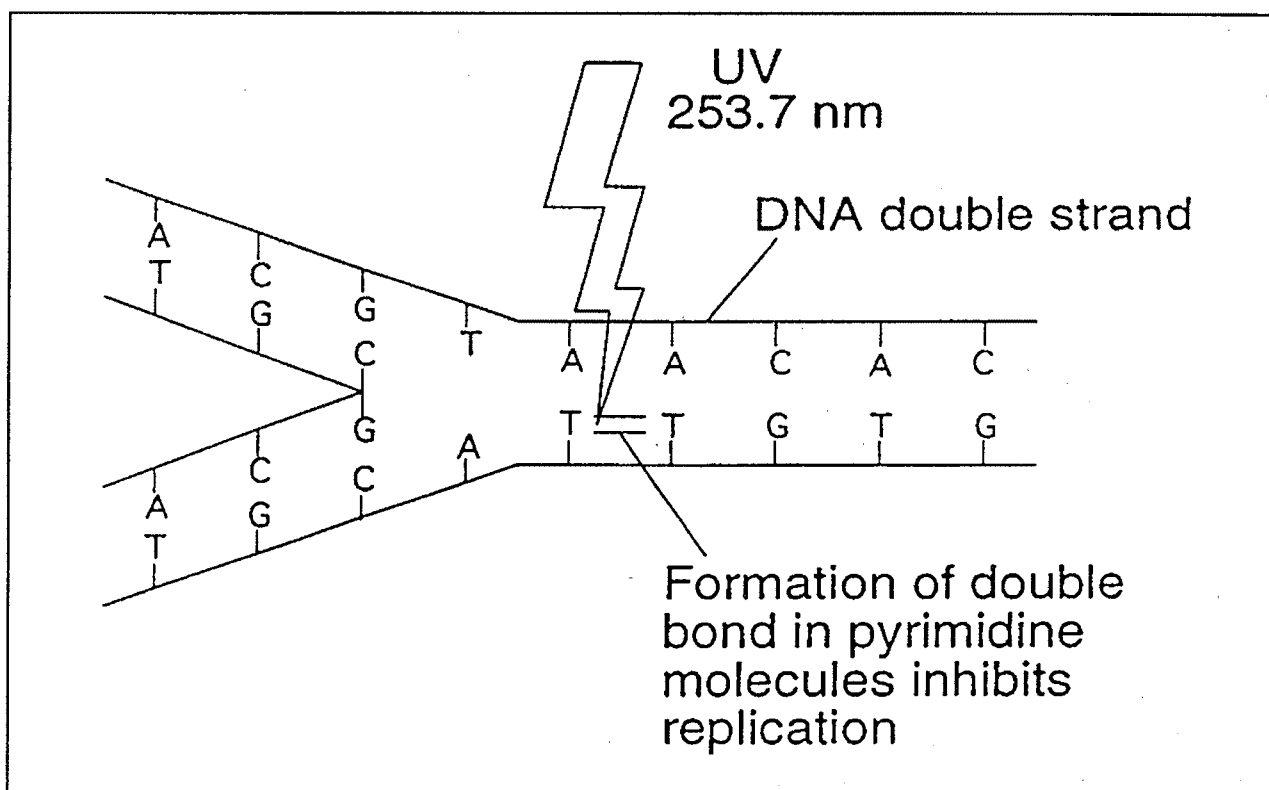 UV
253.7 nm
DNA double strand
A C G T A A C A C
T G C
G A T T G T G
C
A G C
T
Formation of double
bond in pyrimidine
molecules inhibits
replication